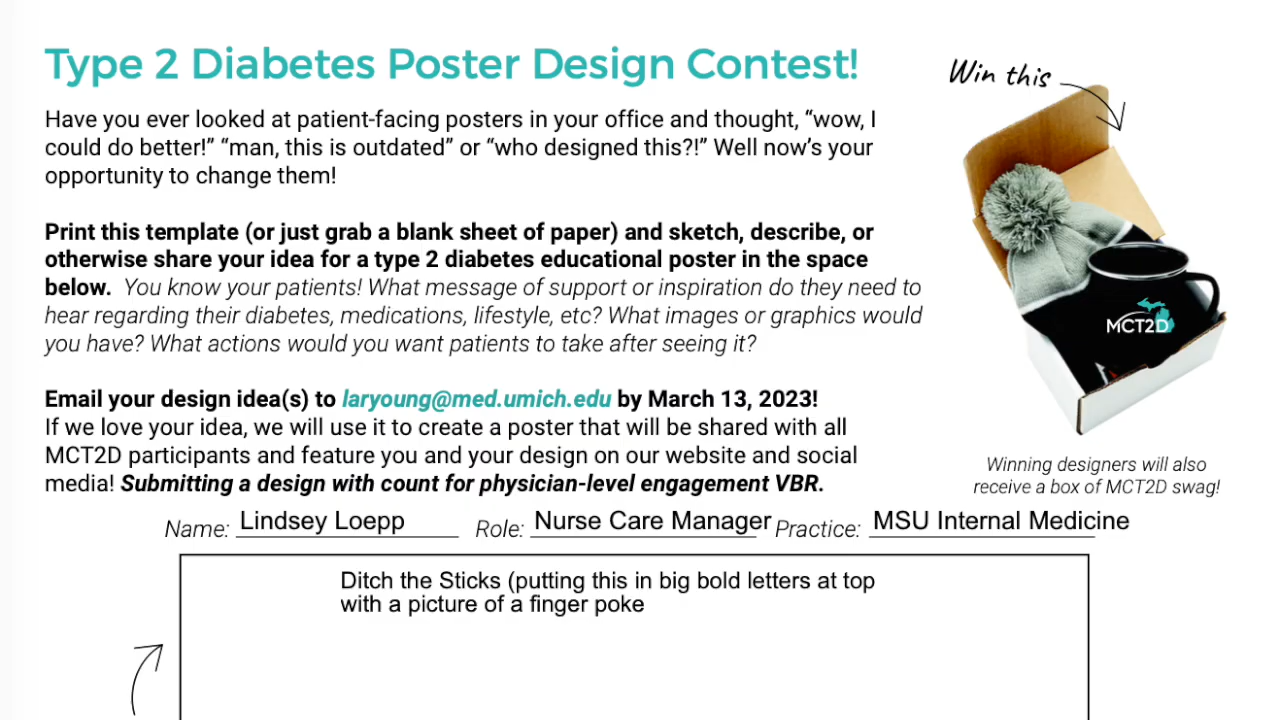 Type 2 Diabetes Poster Design Contest!
Win this
Have you ever looked at patient-facing posters in your office and thought, “wow, I
could do better!” “man, this is outdated” or “who designed this?!” Well now’s your
opportunity to change them!
Print this template (or just grab a blank sheet of paper) and sketch, describe, or
otherwise share your idea for a type 2 diabetes educational poster in the space
below. You know your patients! What message of support or inspiration do they need to
hear regarding their diabetes, medications, lifestyle, etc? What images or graphics would
you have? What actions would you want patients to take after seeing it?
MCT2D
Email your design idea(s) to laryoung@med.umich.edu by March 13, 2023!
If we love your idea, we will use it to create a poster that will be shared with all
MCT2D participants and feature you and your design on our website and social
media! Submitting a design with count for physician-level engagement VBR.
Winning designers will also
receive a box of MCT2D swag!
Name: Lindsey Loepp Role: Nurse Care Manager Practice: MSU Internal Medicine
Ditch the Sticks (putting this in big bold letters at top
with a picture of a finger poke